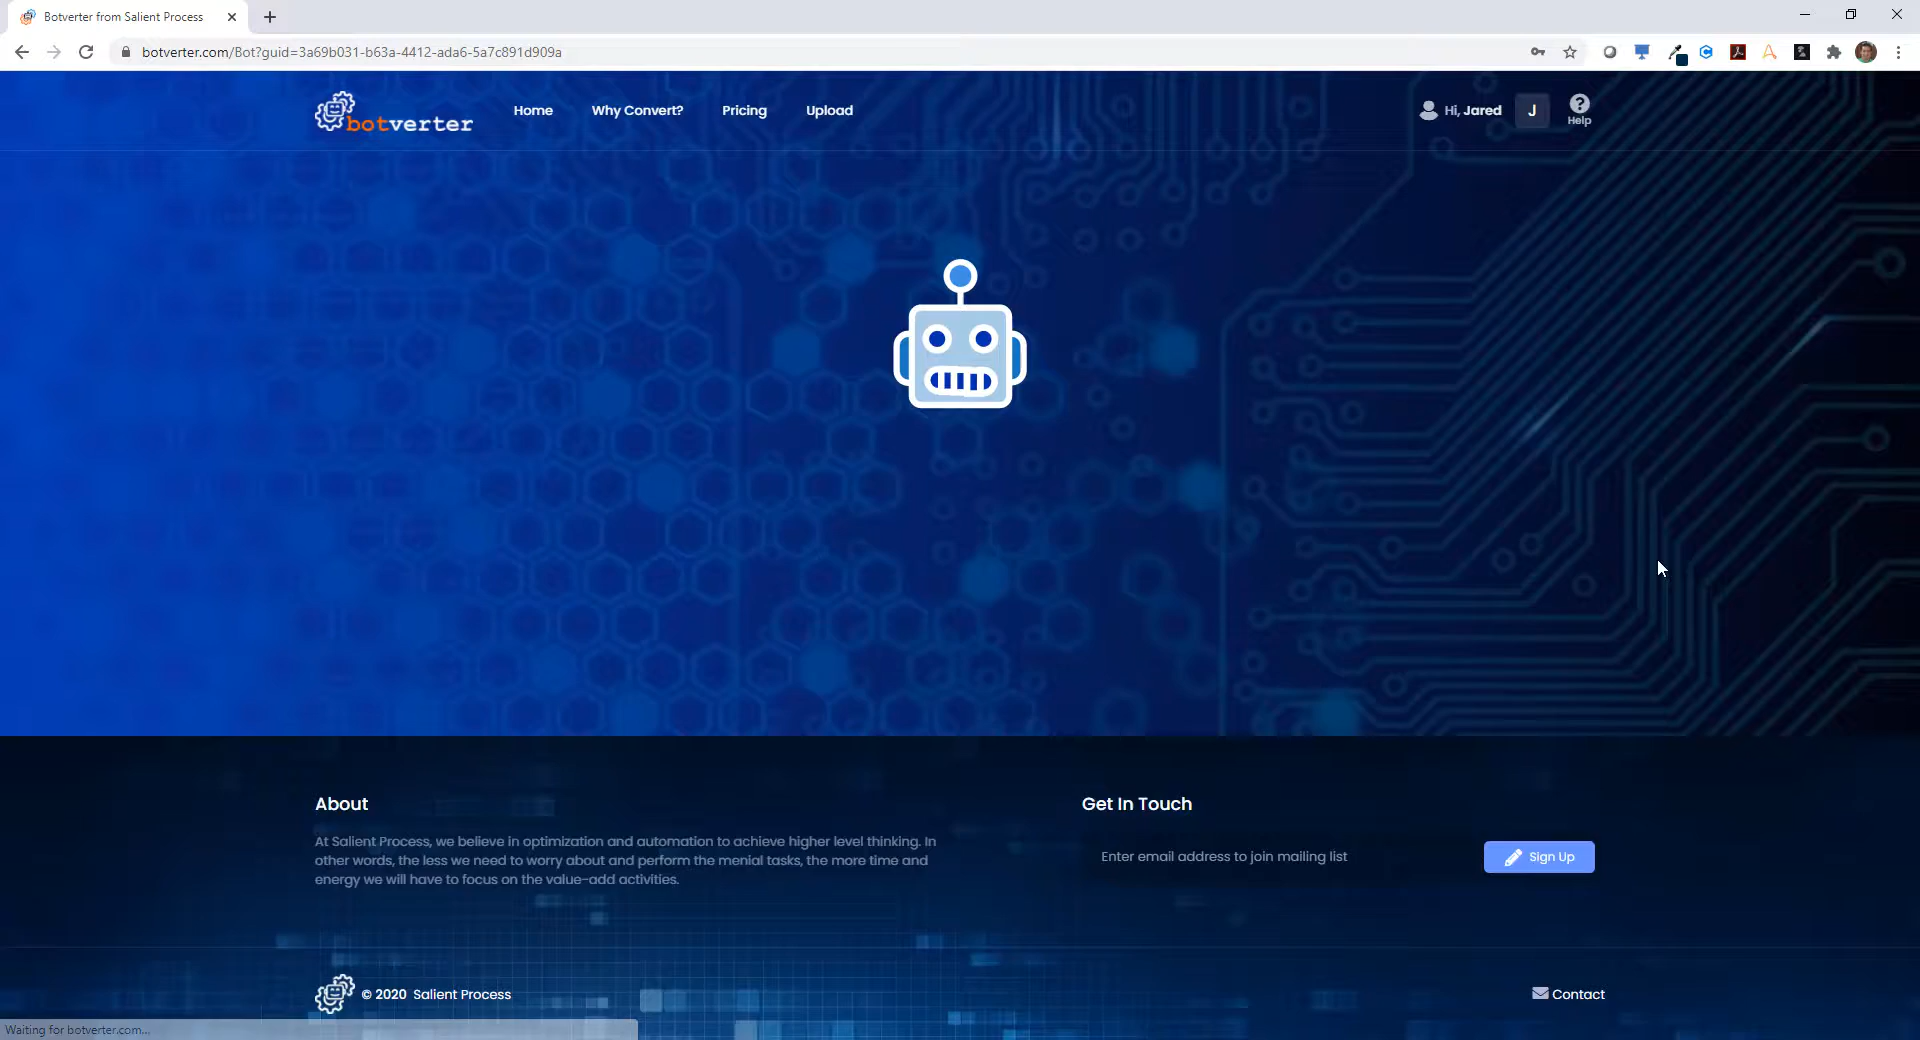 Botverter from Salient Process
botverter.com/Bot?guid=3a69b031-b63a-4412-ada6-5a7c891d909a
botverter
Home
Why Convert?
Pricing
Upload
Hi, Jared
J
Help
About
At Salient Process, we believe in optimization and automation to achieve higher level thinking. In
other words, the less we need to worry about and perform the menial tasks, the more time and
energy we will have to focus on the value-add activities.
Get In Touch
Enter email address to join mailing list
Sign Up
© 2020 Salient Process
Contact
Waiting for botverter.com...